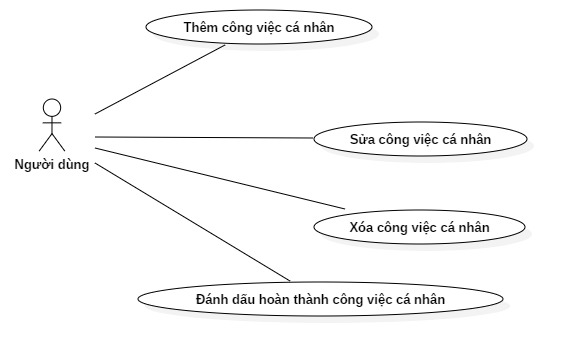 Thêm công việc cá nhân
Người dùng
Sửa công việc cá nhân
Xóa công việc cá nhân
Đánh dấu hoàn thành công việc cá nhân